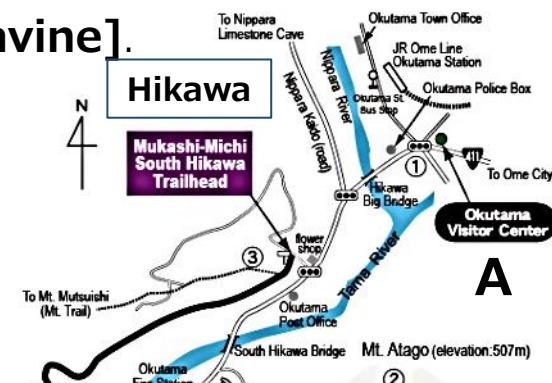 avine].
To Nippara
Limestone Cave
Okutama Town Office
JR Ome Line
Okutama Station
Hikawa
Nippara River
Nippara Kaido (road)
Okutama St.
Bus Stop
Okutama Police Box
N
Mukashi-Michi
South Hikawa
Trailhead
①
411
To Ome City
Hikawa
Big Bridge
Okutama
Visitor Center
A
flower
shop
③
Tama River
To Mt. Mutsuishi
(Mt. Trail)
Okutama
Post Office
South Hikawa Bridge
Mt. Atago (elevation:507m)
②
Okutama